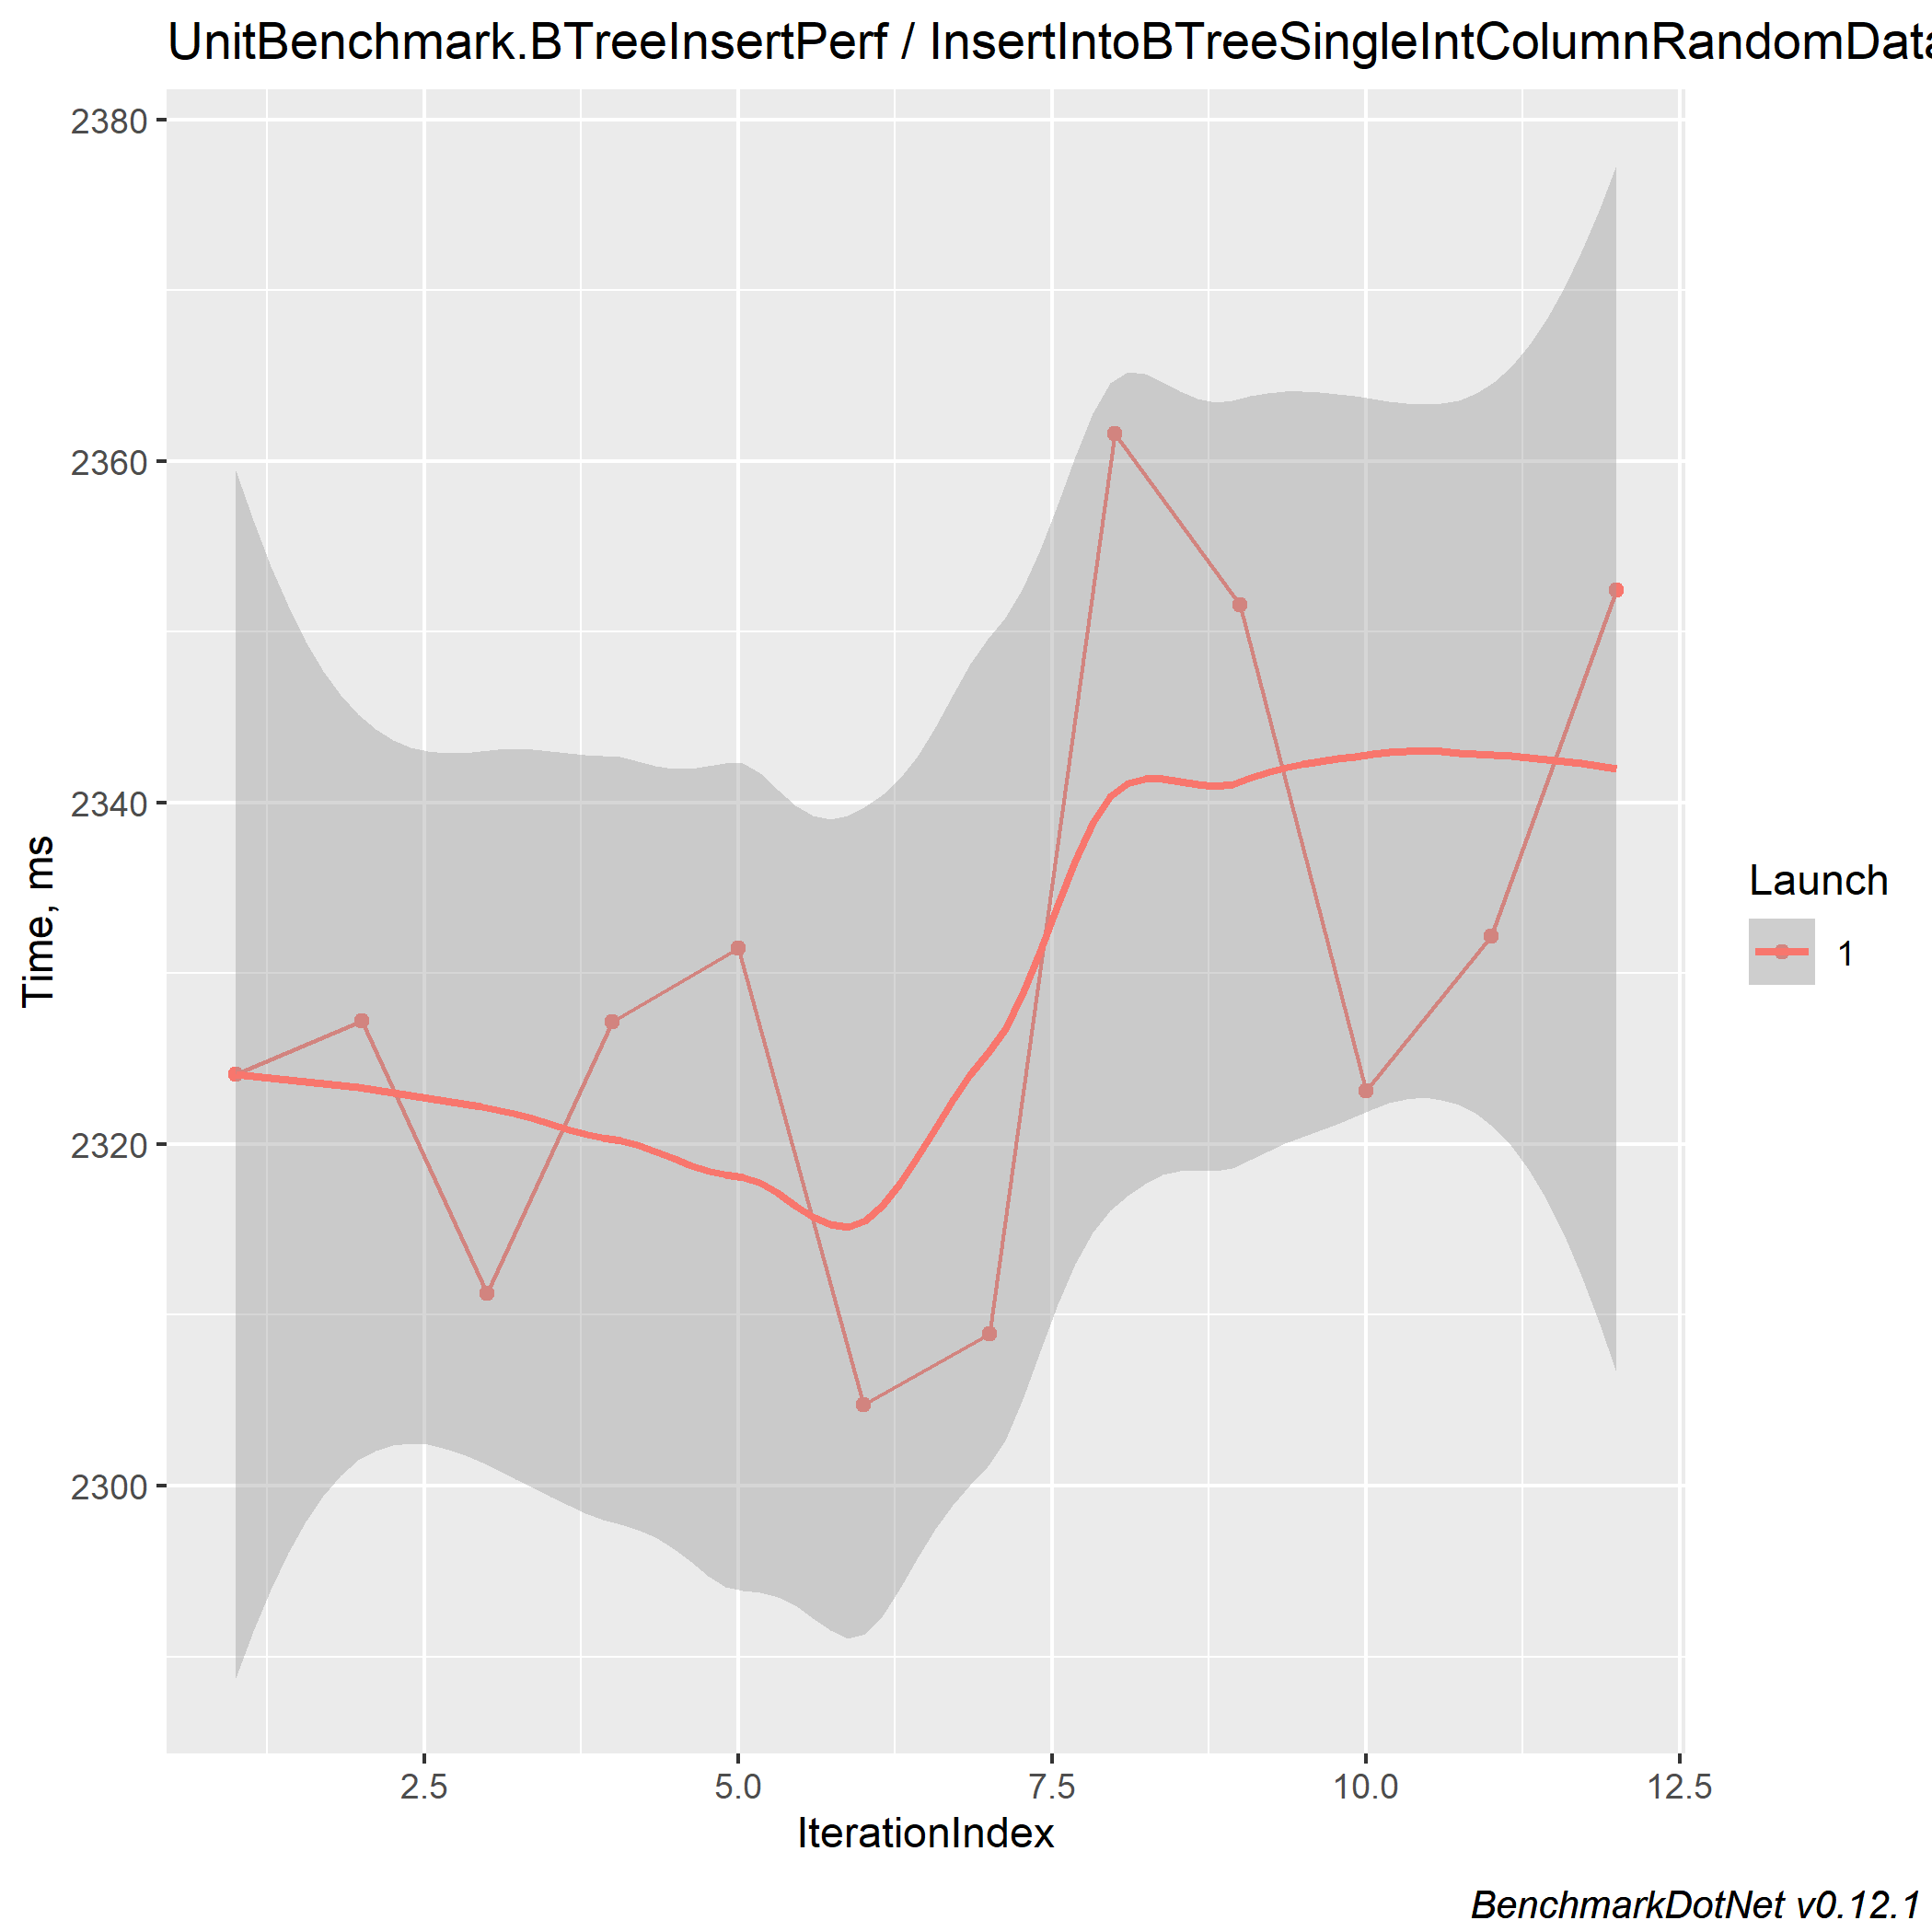 UnitBenchmark.BTreeInsertPerf / InsertIntoBTreeSingleIntColumnRandomData
2380
2360
2340
2320
2300
Time, ms
2.5 5.0 7.5 10.0 12.5
IterationIndex
Launch
1
BenchmarkDotNet v0.12.1